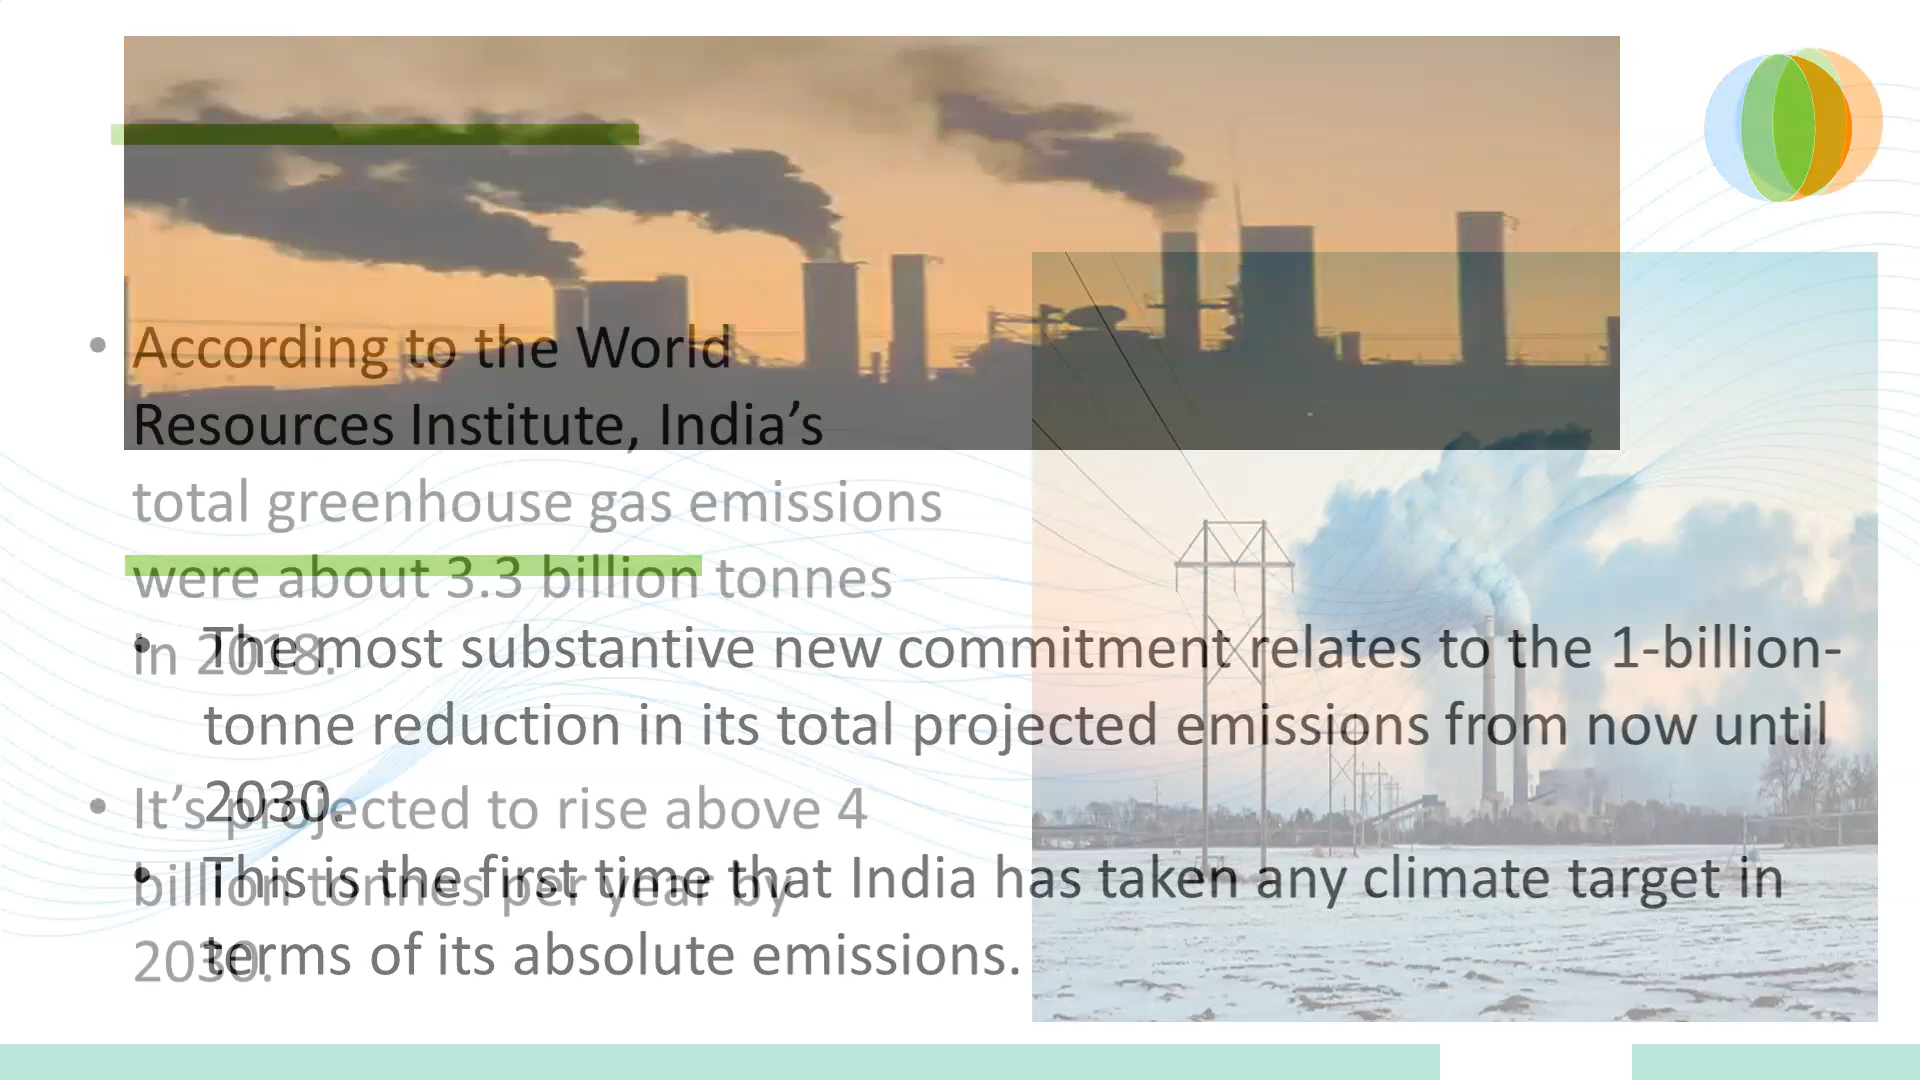 • According to the World
Resources Institute, India’s
total greenhouse gas emissions
were about 3.3 billion tonnes
in 2018.
• It’s projected to rise above 4
billion tonnes per year by
2030.
• The most substantive new commitment relates to the 1-billion-
tonne reduction in its total projected emissions from now until
2030.
• This is the first time that India has taken any climate target in
terms of its absolute emissions.